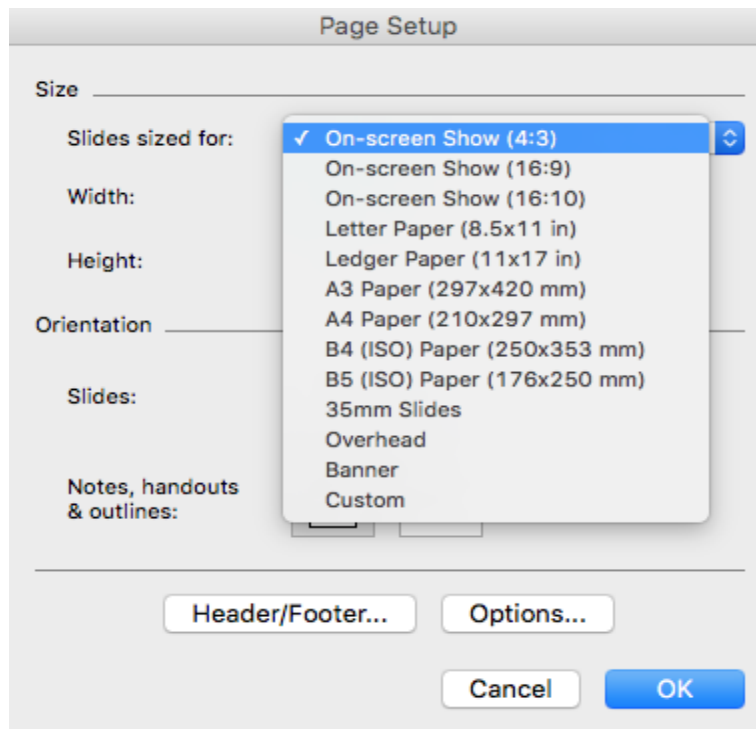 Page Setup
Size
Slides sized for:
✓ On-screen Show (4:3)
On-screen Show (16:9)
On-screen Show (16:10)
Width:
Letter Paper (8.5x11 in)
Ledger Paper (11x17 in)
Height:
A3 Paper (297x420 mm)
A4 Paper (210x297 mm)
Orientation
B4 (ISO) Paper (250x353 mm)
B5 (ISO) Paper (176x250 mm)
Slides:
35mm Slides
Overhead
Banner
Custom
Notes, handouts
& outlines:
Header/Footer...
Options...
Cancel
OK